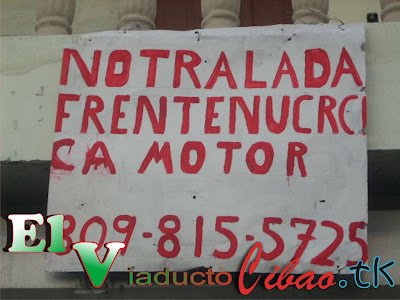 NOTRALADA
FRENTENUCRCI
CA MOTOR
809-815-5725
El Viaducto Cibao.tk